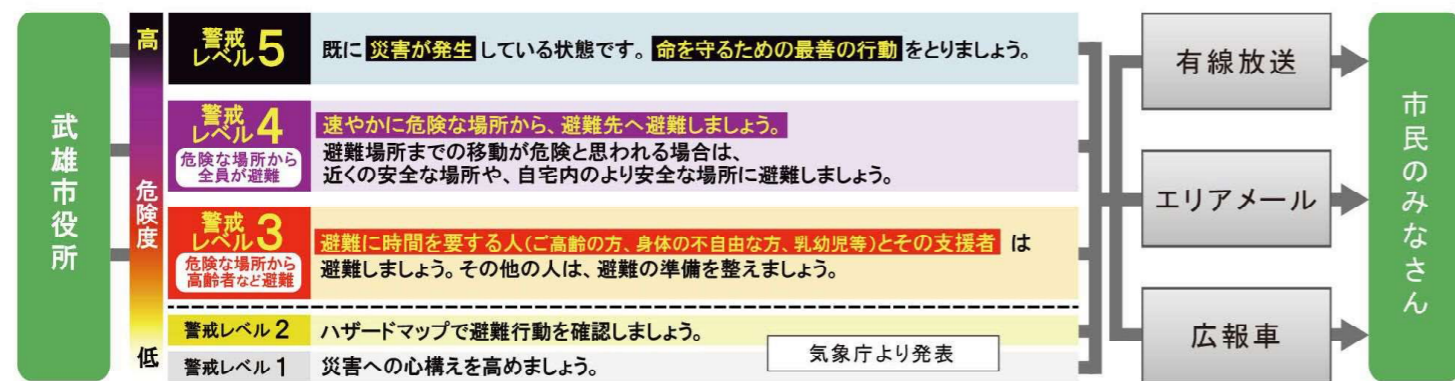 武雄市役所
高
危険度
低
警戒レベル 5
既に災害が発生している状態です。命を守るための最善の行動をとりましょう。
警戒レベル 4
危険な場所から
全員が避難
速やかに危険な場所から、避難先へ避難しましょう。
避難場所までの移動が危険と思われる場合は、
近くの安全な場所や、自宅内のより安全な場所に避難しましょう。
警戒レベル 3
危険な場所から
高齢者など避難
避難に時間を要する人(ご高齢の方、身体の不自由な方、乳幼児等)とその支援者 は
避難しましょう。その他の人は、避難の準備を整えましょう。
警戒レベル 2
ハザードマップで避難行動を確認しましょう。
警戒レベル 1
災害への心構えを高めましょう。
気象庁より発表
有線放送
エリアメール
広報車
市民のみなさん